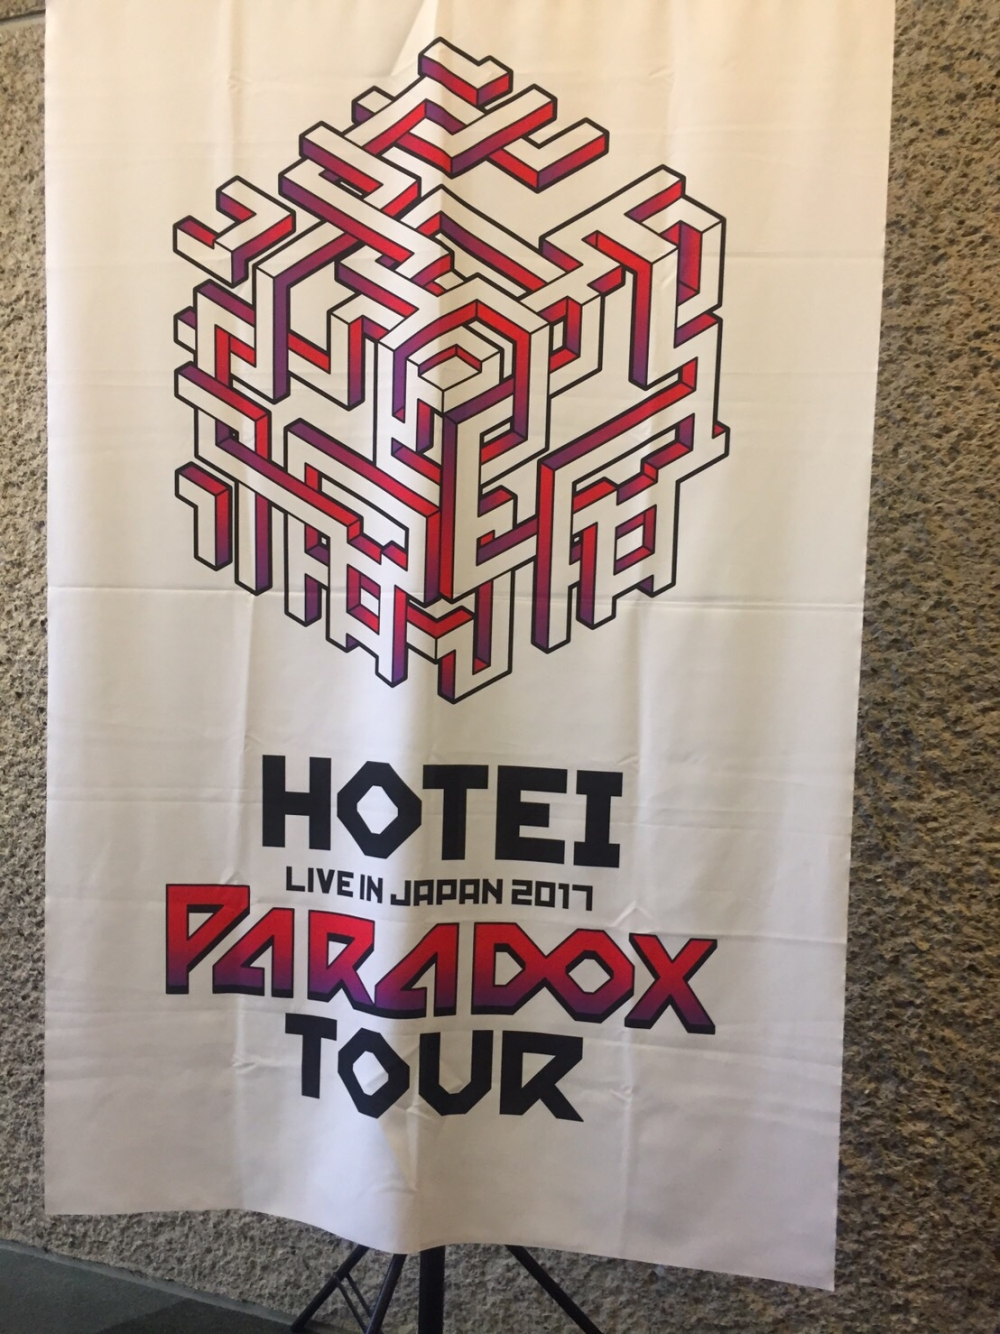 HOTEI
LIVE IN JAPAN 2017
PARADOX
TOUR